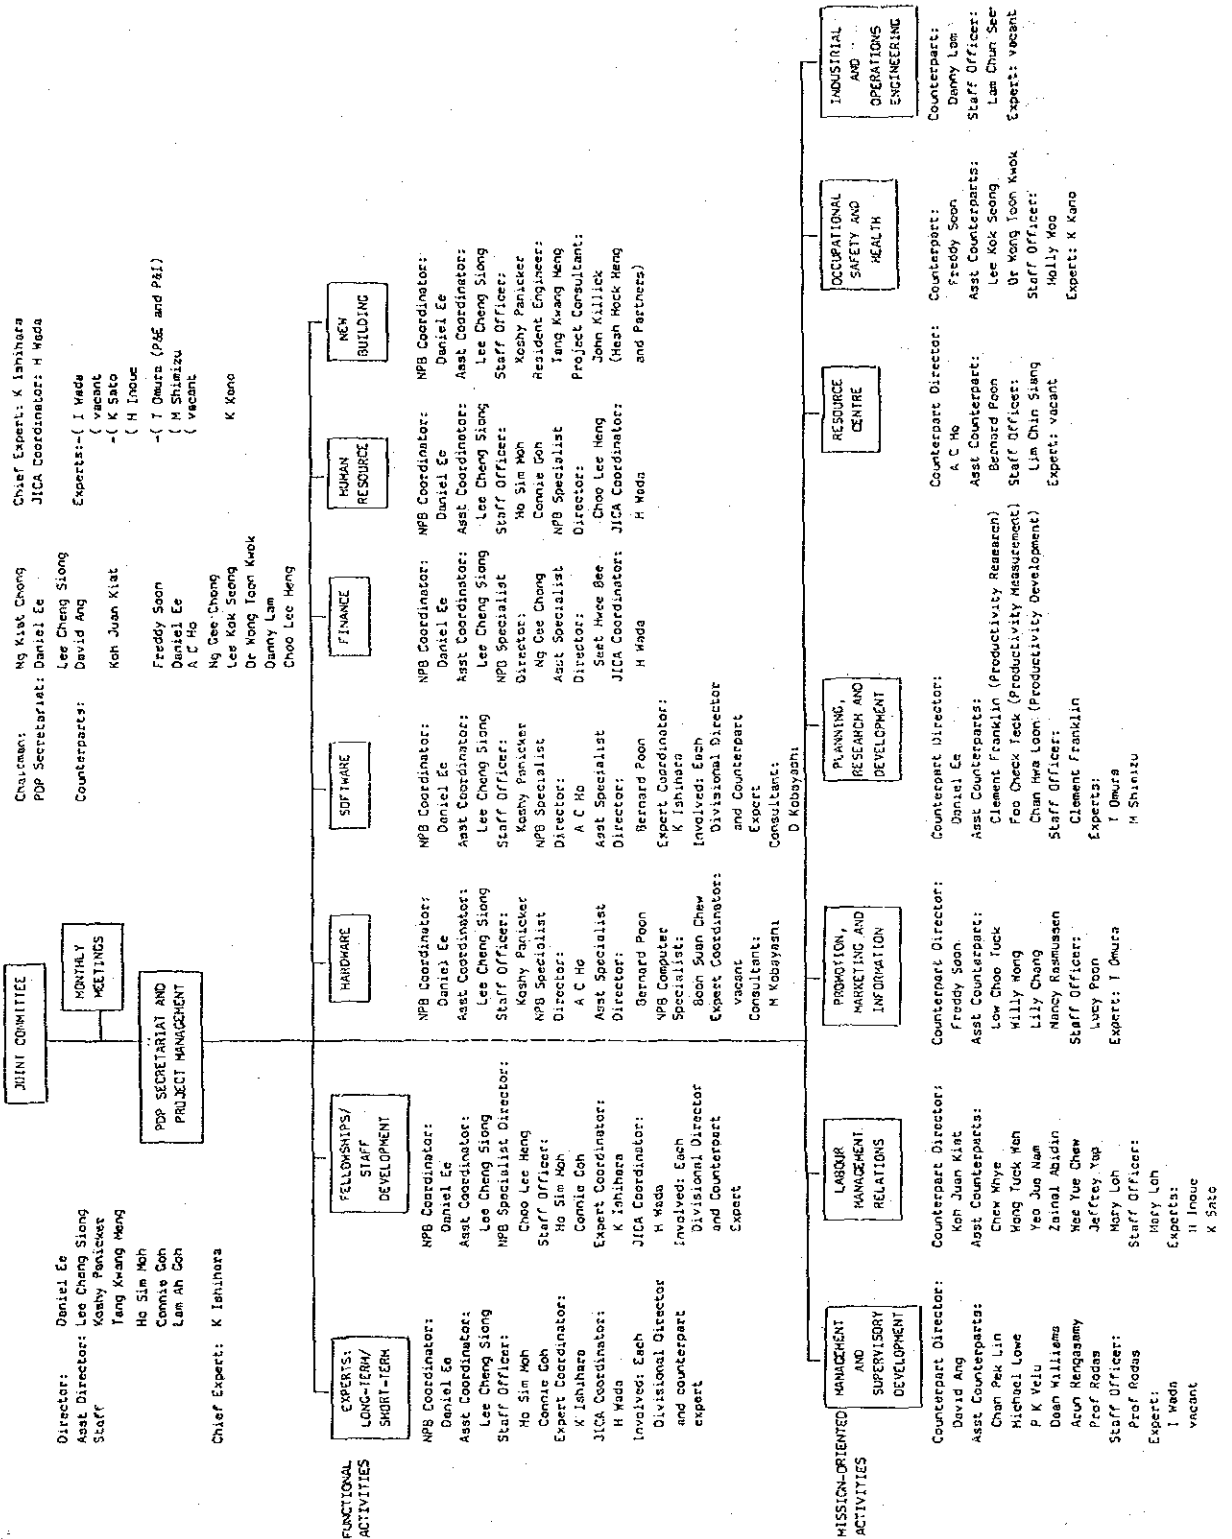 JOINT COMMITTEE
MONTHLY
MEETINGS
PDP SECRETARIAT AND
PROJECT MANAGEMENT
Director: Daniel Ee
Asst Director: Lee Cheng Siong
Staff Koshy Panicker
Tang Kwang Heng
Ho Sim Moh
Connie Goh
Lam Ah Goh
Chief Expert: K Ishihara
Chairman: Ng Kiat Chong
PDP Secretariat: Daniel Ee
Lee Cheng Siong
Counterparts: David Ang
Koh Juan Kiat
Freddy Soon
Daniel Ee
A C Ho
Ng Gee Chong
Lee Kok Seong
Dr Wong Toon Kwok
Danny Lam
Choo Lee Heng
Chief Expert: K Ishihara
JICA Coordinator: H Wada
Experts:-( I Wada
( vacant
-( K Sato
( H Inoue
-( T Omura (P&E and P&I)
( M Shimizu
( vacant
K Kano
FUNCTIONAL
ACTIVITIES
EXPERTS:
LONG-TERM/
SHORT-TERM
NPB Coordinator:
Daniel Ee
Asst Coordinator:
Lee Cheng Siong
Staff Officer:
Ho Sim Moh
Connie Goh
Expert Coordinator:
K Ishihara
JICA Coordinator:
H Wada
Involved: Each
Divisional Director
and counterpart
expert
FELLOWSHIPS/
STAFF
DEVELOPMENT
NPB Coordinator:
Daniel Ee
Asst Coordinator:
Lee Cheng Siong
NPB Specialist Director:
Choo Lee Heng
Staff Officer:
Ho Sim Moh
Connie Goh
Expert Coordinator:
K Ishihara
JICA Coordinator:
H Wada
Involved: Each
Divisional Director
and Counterpart
Expert
HARDWARE
NPB Coordinator:
Daniel Ee
Asst Coordinator:
Lee Cheng Siong
Staff Officer:
Koshy Panicker
NPB Specialist
Director:
A C Ho
Asst Specialist
Director:
Bernard Poon
NPB Computer
Specialist:
Boon Suan Chew
Expert Coordinator:
vacant
Consultant:
M Kobayashi
SOFTWARE
NPB Coordinator:
Daniel Ee
Asst Coordinator:
Lee Cheng Siong
Staff Officer:
Koshy Panicker
NPB Specialist
Director:
A C Ho
Asst Specialist
Director:
Bernard Poon
Expert Coordinator:
K Ishihara
Involved: Each
Divisional Director
and Counterpart
Expert
Consultant:
D Kobayashi
FINANCE
NPB Coordinator:
Daniel Ee
Asst Coordinator:
Lee Cheng Siong
NPB Specialist
Director:
Ng Gee Chong
Asst Specialist
Director:
Seet Hwee Bee
JICA Coordinator:
H Wada
HUMAN
RESOURCE
NPB Coordinator:
Daniel Ee
Asst Coordinator:
Lee Cheng Siong
Staff Officer:
Ho Sim Moh
Connie Goh
NPB Specialist
Director:
Choo Lee Heng
JICA Coordinator:
H Wada
NEW
BUILDING
NPB Coordinator:
Daniel Ee
Asst Coordinator:
Lee Cheng Siong
Staff Officer:
Koshy Panicker
Resident Engineer:
Tang Kwang Heng
Project Consultant:
John Killick
(Heah Hock Heng
and Partners)
MISSION-ORIENTED
ACTIVITIES
MANAGEMENT
AND
SUPERVISORY
DEVELOPMENT
Counterpart Director:
David Ang
Asst Counterparts:
Chan Pek Lin
Michael Lowe
P K Velu
Dean Williams
Arun Rengasamy
Prof Rodas
Staff Officer:
Prof Rodas
Expert:
I Wada
vacant
LABOUR
MANAGEMENT
RELATIONS
Counterpart Director:
Koh Juan Kiat
Asst Counterparts:
Chew Whye
Wong Tuck Wah
Yeo Juo Nam
Zainal Abidin
Wee Yue Chew
Jeffrey Yap
Mary Loh
Staff Officer:
Mary Loh
Experts:
H Inoue
K Sato
PROMOTION,
MARKETING AND
INFORMATION
Counterpart Director:
Freddy Soon
Asst Counterpart:
Low Choo Tuck
Willy Wong
Lily Chang
Nancy Rasmussen
Staff Officer:
Lucy Poon
Expert: T Omura
PLANNING,
RESEARCH AND
DEVELOPMENT
Counterpart Director:
Daniel Ee
Asst Counterparts:
Clement Franklin (Productivity Research)
Foo Check Teck (Productivity Measurement)
Chan Hwa Loon (Productivity Development)
Staff Officer:
Clement Franklin
Experts:
T Omura
M Shimizu
RESOURCE
CENTRE
Counterpart Director:
A C Ho
Asst Counterpart:
Bernard Poon
Staff Officer:
Lim Chin Siang
Expert: vacant
OCCUPATIONAL
SAFETY AND
HEALTH
Counterpart:
Freddy Soon
Asst Counterparts:
Lee Kok Seong
Dr Wong Toon Kwok
Staff Officer:
Molly Woo
Expert: K Kano
INDUSTRIAL
AND
OPERATIONS
ENGINEERING
Counterpart:
Danny Lam
Staff Officer:
Lam Chun See
Expert: vacant